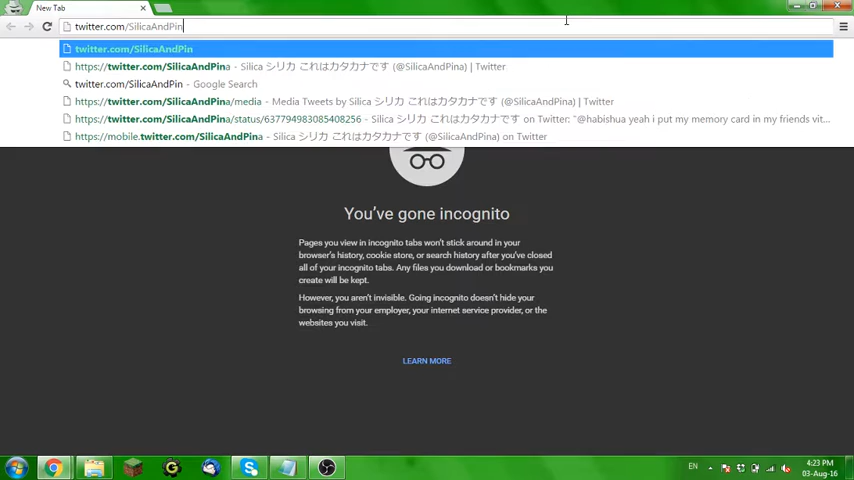 New Tab
twitter.com/SilicaAndPin
twitter.com/SilicaAndPin
https://twitter.com/SilicaAndPina - Silica シリカ これはカタカナです (@SilicaAndPina) | Twitter
twitter.com/SilicaAndPin - Google Search
https://twitter.com/SilicaAndPina/media - Media Tweets by Silica シリカ これはカタカナです (@SilicaAndPina) | Twitter
https://twitter.com/SilicaAndPina/status/637794983085408256 - Silica シリカ これはカタカナです on Twitter: "@habishua yeah i put my memory card in my friends vit...
https://mobile.twitter.com/SilicaAndPina - Silica シリカ これはカタカナです (@SilicaAndPina) on Twitter
You've gone incognito
Pages you view in incognito tabs won't stick around in your
browser's history, cookie store, or search history after you've closed
all of your incognito tabs. Any files you download or bookmarks you
create will be kept.
However, you aren't invisible. Going incognito doesn't hide your
browsing from your employer, your internet service provider, or the
websites you visit.
LEARN MORE
EN
4:23 PM
03-Aug-16